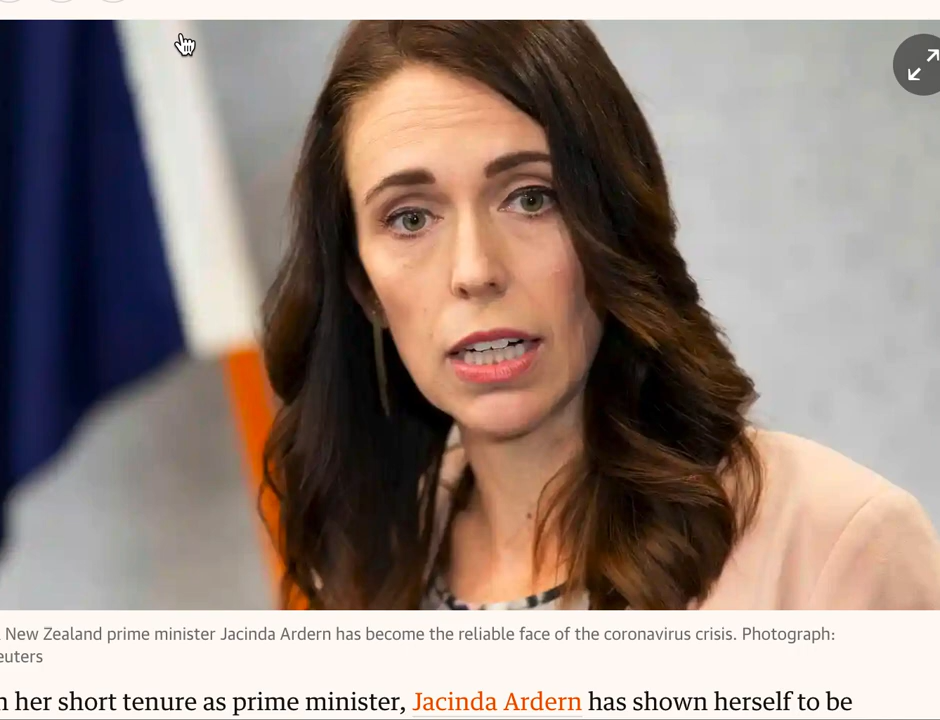 New Zealand prime minister Jacinda Ardern has become the reliable face of the coronavirus crisis. Photograph:
her short tenure as prime minister, Jacinda Ardern has shown herself to be